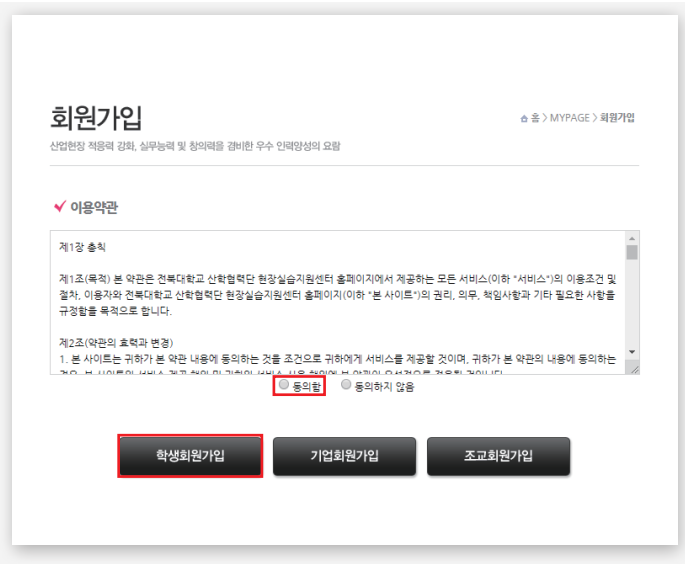 회원가입
홈 > MYPAGE > 회원가입
산업현장 적응력 강화, 실무능력 및 창의력을 겸비한 우수 인력양성의 요람
이용약관
제1장 총칙
제1조(목적) 본 약관은 전북대학교 산학협력단 현장실습지원센터 홈페이지에서 제공하는 모든 서비스(이하 "서비스")의 이용조건 및
절차, 이용자와 전북대학교 산학협력단 현장실습지원센터 홈페이지(이하 "본 사이트")의 권리, 의무, 책임사항과 기타 필요한 사항을
규정함을 목적으로 합니다.
제2조(약관의 효력과 변경)
1. 본 사이트는 귀하가 본 약관 내용에 동의하는 것을 조건으로 귀하에게 서비스를 제공할 것이며, 귀하가 본 약관의 내용에 동의하는
동의함 동의하지 않음
학생회원가입 기업회원가입 조교회원가입